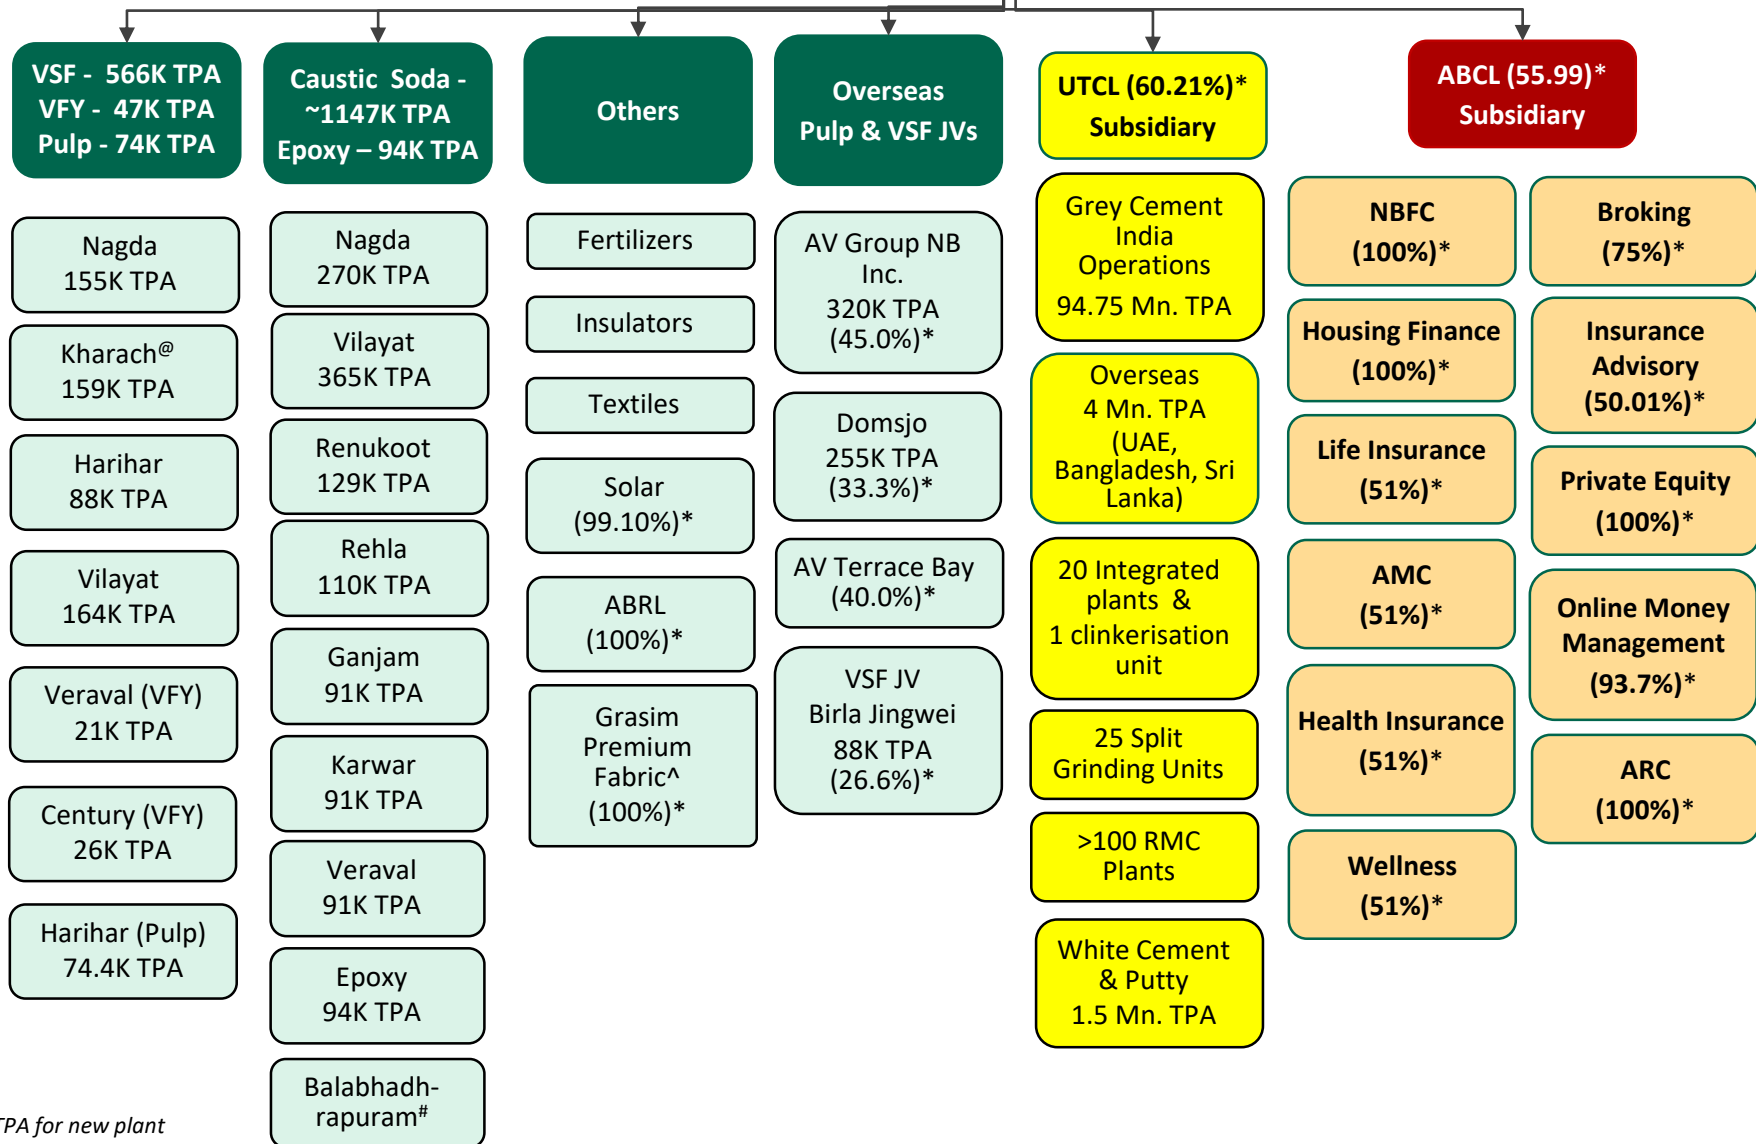 VSF - 566K TPA
VFY - 47K TPA
Pulp - 74K TPA
Nagda
155K TPA
Kharach@
159K TPA
Harihar
88K TPA
Vilayat
164K TPA
Veraval (VFY)
21K TPA
Century (VFY)
26K TPA
Harihar (Pulp)
74.4K TPA
Caustic Soda -
~1147K TPA
Epoxy – 94K TPA
Nagda
270K TPA
Vilayat
365K TPA
Renukoot
129K TPA
Rehla
110K TPA
Ganjam
91K TPA
Karwar
91K TPA
Veraval
91K TPA
Epoxy
94K TPA
Balabhadh-
rapuram#
Others
Fertilizers
Insulators
Textiles
Solar
(99.10%)*
ABRL
(100%)*
Grasim
Premium
Fabric^
(100%)*
Overseas
Pulp & VSF JVs
AV Group NB
Inc.
320K TPA
(45.0%)*
Domsjo
255K TPA
(33.3%)*
AV Terrace Bay
(40.0%)*
VSF JV
Birla Jingwei
88K TPA
(26.6%)*
UTCL (60.21%)*
Subsidiary
Grey Cement
India
Operations
94.75 Mn. TPA
Overseas
4 Mn. TPA
(UAE,
Bangladesh, Sri
Lanka)
20 Integrated
plants &
1 clinkerisation
unit
25 Split
Grinding Units
>100 RMC
Plants
White Cement
& Putty
1.5 Mn. TPA
ABCL (55.99)*
Subsidiary
NBFC
(100%)*
Housing Finance
(100%)*
Life Insurance
(51%)*
AMC
(51%)*
Health Insurance
(51%)*
Wellness
(51%)*
Broking
(75%)*
Insurance
Advisory
(50.01%)*
Private Equity
(100%)*
Online Money
Management
(93.7%)*
ARC
(100%)*
TPA for new plant